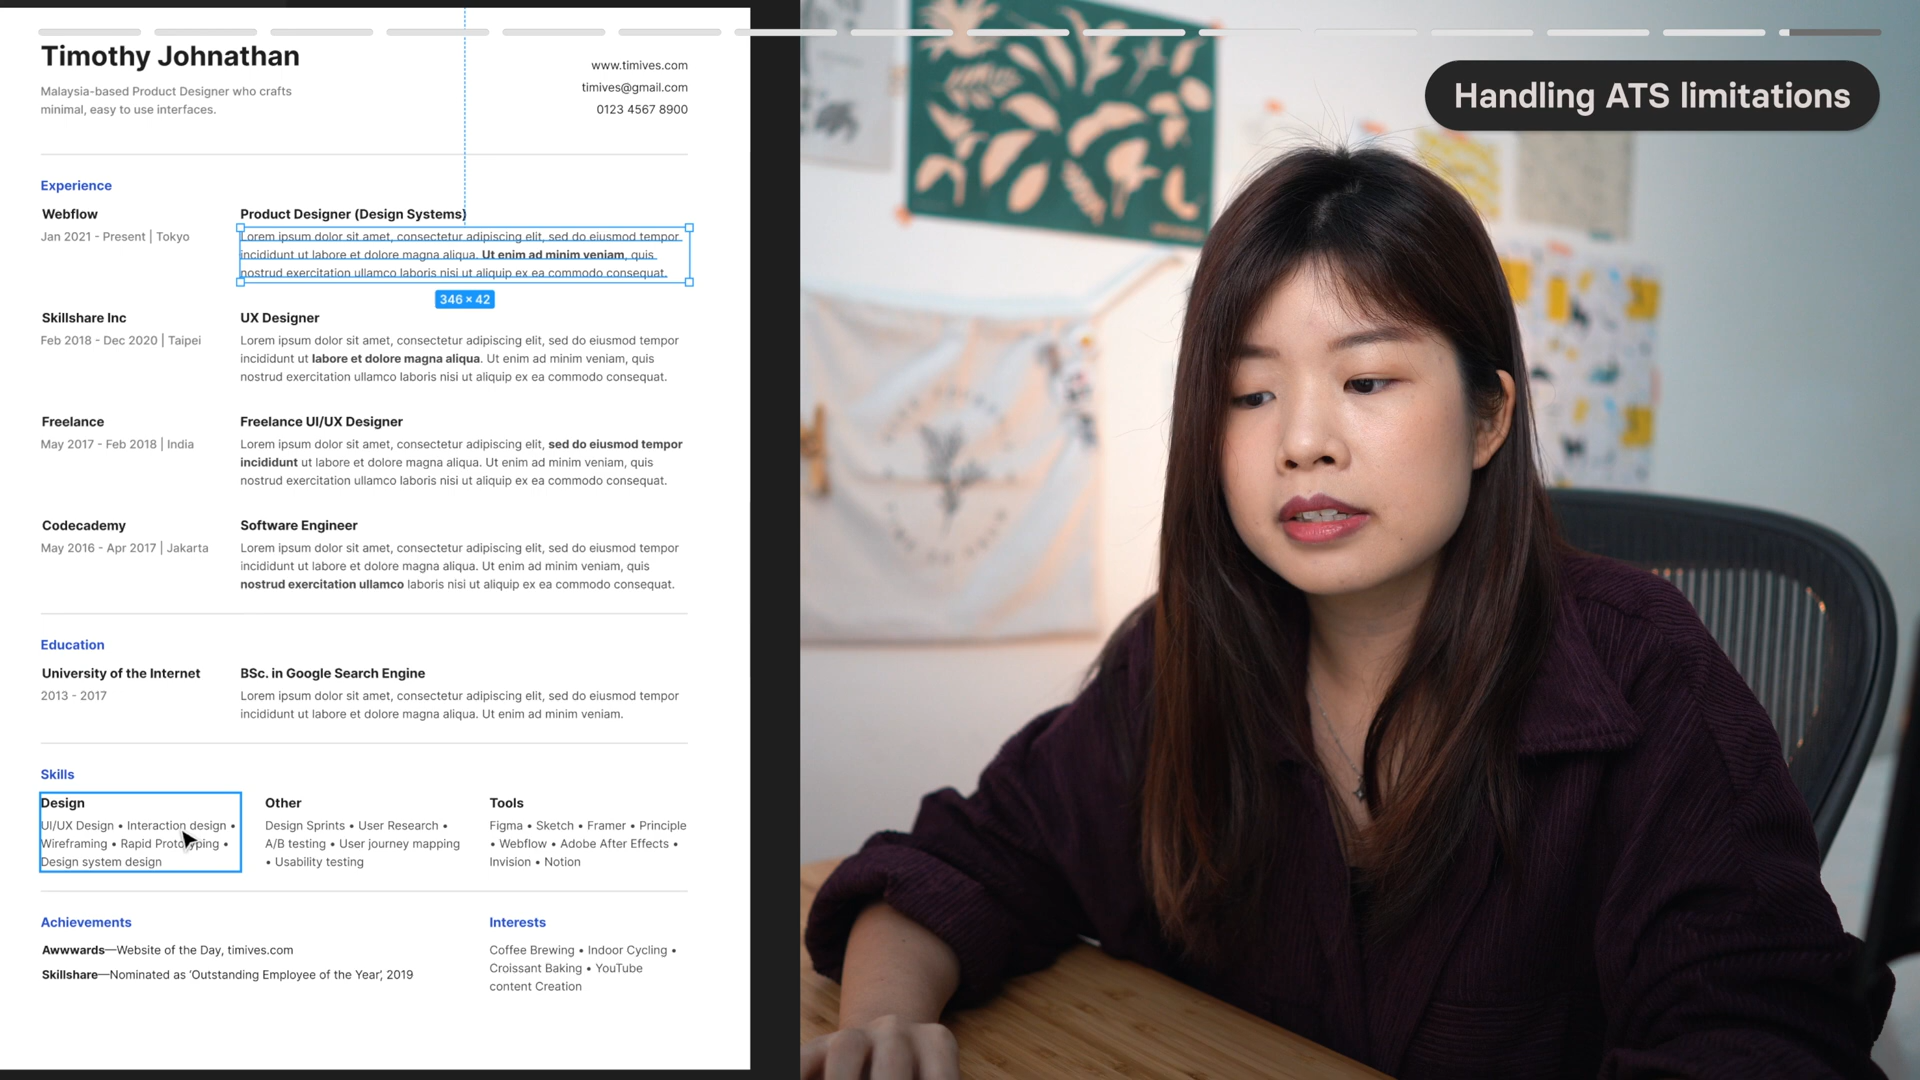 Timothy Johnathan
Malaysia-based Product Designer who crafts
minimal, easy to use interfaces.
www.timives.com
timives@gmail.com
0123 4567 8900
Experience
Webflow
Jan 2021 - Present | Tokyo
Product Designer (Design Systems)
Lorem ipsum dolor sit amet, consectetur adipiscing elit, sed do eiusmod tempor
incididunt ut labore et dolore magna aliqua. Ut enim ad minim veniam, quis
nostrud exercitation ullamco laboris nisi ut aliquip ex ea commodo consequat.
346 × 42
Skillshare Inc
Feb 2018 - Dec 2020 | Taipei
UX Designer
Lorem ipsum dolor sit amet, consectetur adipiscing elit, sed do eiusmod tempor
incididunt ut labore et dolore magna aliqua. Ut enim ad minim veniam, quis
nostrud exercitation ullamco laboris nisi ut aliquip ex ea commodo consequat.
Freelance
May 2017 - Feb 2018 | India
Freelance UI/UX Designer
Lorem ipsum dolor sit amet, consectetur adipiscing elit, sed do eiusmod tempor
incididunt ut labore et dolore magna aliqua. Ut enim ad minim veniam, quis
nostrud exercitation ullamco laboris nisi ut aliquip ex ea commodo consequat.
Codecademy
May 2016 - Apr 2017 | Jakarta
Software Engineer
Lorem ipsum dolor sit amet, consectetur adipiscing elit, sed do eiusmod tempor
incididunt ut labore et dolore magna aliqua. Ut enim ad minim veniam, quis
nostrud exercitation ullamco laboris nisi ut aliquip ex ea commodo consequat.
Education
University of the Internet
2013 - 2017
BSc. in Google Search Engine
Lorem ipsum dolor sit amet, consectetur adipiscing elit, sed do eiusmod tempor
incididunt ut labore et dolore magna aliqua. Ut enim ad minim veniam.
Skills
Design
UI/UX Design • Interaction design •
Wireframing • Rapid Prototyping •
Design system design
Other
Design Sprints • User Research •
A/B testing • User journey mapping
• Usability testing
Tools
Figma • Sketch • Framer • Principle
• Webflow • Adobe After Effects •
Invision • Notion
Achievements
Awwwards—Website of the Day, timives.com
Skillshare—Nominated as ‘Outstanding Employee of the Year’, 2019
Interests
Coffee Brewing • Indoor Cycling •
Croissant Baking • YouTube
content Creation
Handling ATS limitations